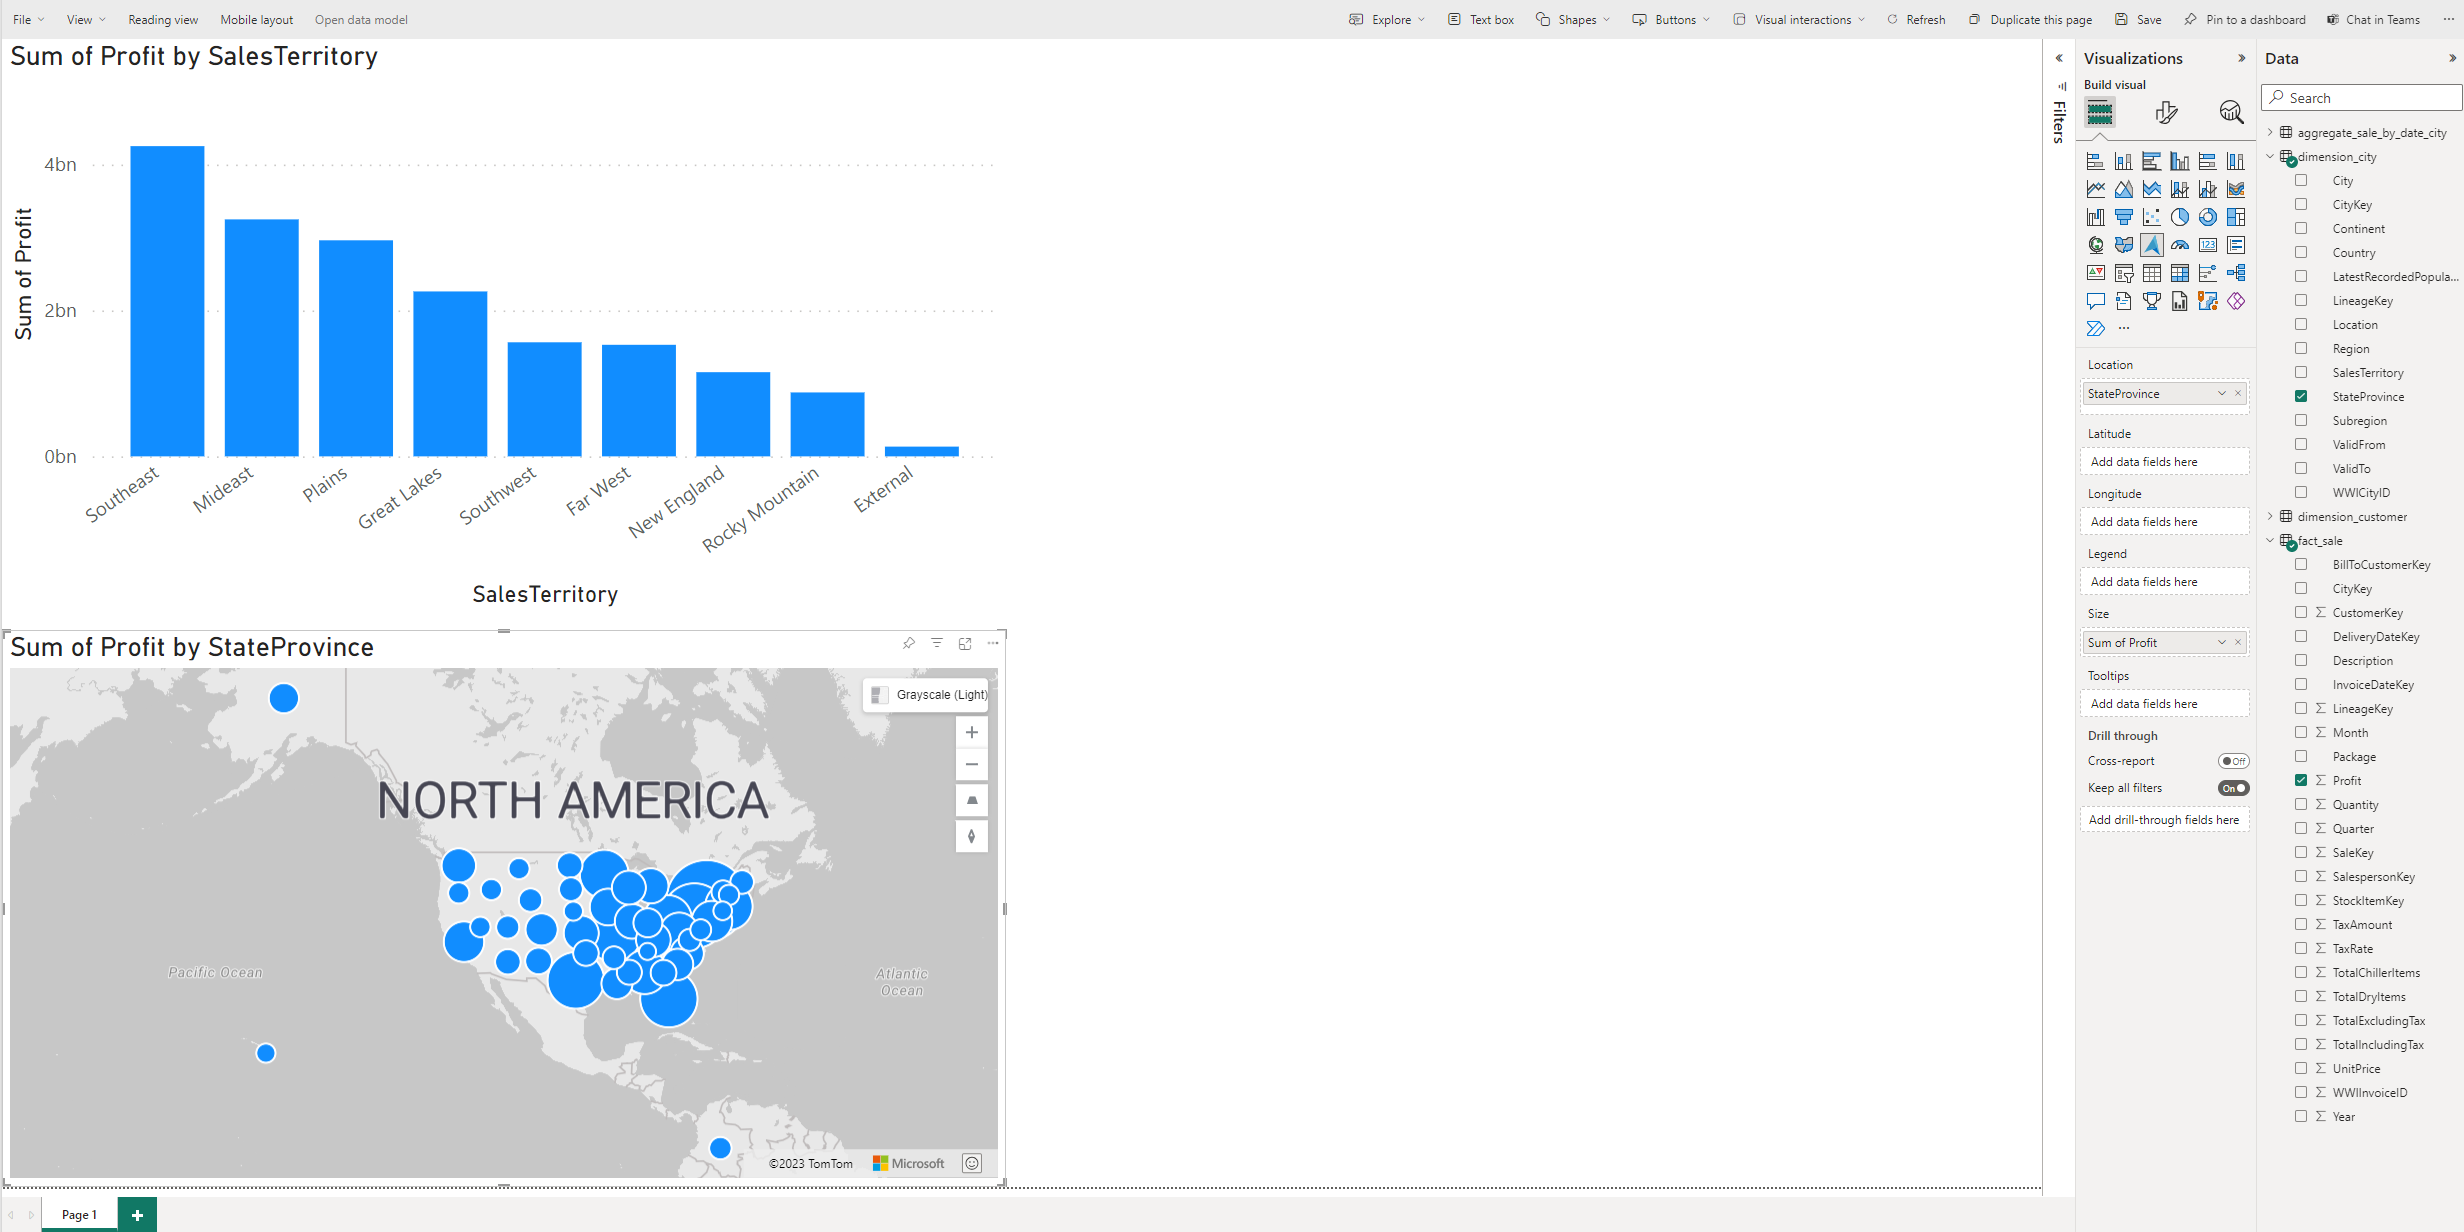 File
View
Reading view
Mobile layout
Open data model
Explore
Text box
Shapes
Buttons
Visual interactions
Refresh
Duplicate this page
Save
Pin to a dashboard
Chat in Teams
Sum of Profit by SalesTerritory
4bn
2bn
0bn
Sum of Profit
Southeast
Mideast
Plains
Great Lakes
Southwest
Far West
New England
Rocky Mountain
External
SalesTerritory
Sum of Profit by StateProvince
Grayscale (Light)
NORTH AMERICA
Pacific Ocean
Atlantic
Ocean
©2023 TomTom
Microsoft
Page 1
Filters
Visualizations
Build visual
123
Location
StateProvince
Latitude
Add data fields here
Longitude
Add data fields here
Legend
Add data fields here
Size
Sum of Profit
Tooltips
Add data fields here
Drill through
Cross-report
Off
Keep all filters
On
Add drill-through fields here
Data
Search
aggregate_sale_by_date_city
dimension_city
City
CityKey
Continent
Country
LatestRecordedPopula...
LineageKey
Location
Region
SalesTerritory
StateProvince
Subregion
ValidFrom
ValidTo
WWICityID
dimension_customer
fact_sale
BillToCustomerKey
CityKey
CustomerKey
DeliveryDateKey
Description
InvoiceDateKey
LineageKey
Month
Package
Profit
Quantity
Quarter
SaleKey
SalespersonKey
StockItemKey
TaxAmount
TaxRate
TotalChillerItems
TotalDryItems
TotalExcludingTax
TotalIncludingTax
UnitPrice
WWIInvoiceID
Year